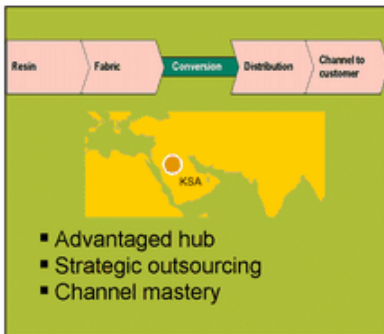 Resin
Fabric
Conversion
Distribution
Channel to
customer
KSA
▪ Advantaged hub
▪ Strategic outsourcing
▪ Channel mastery